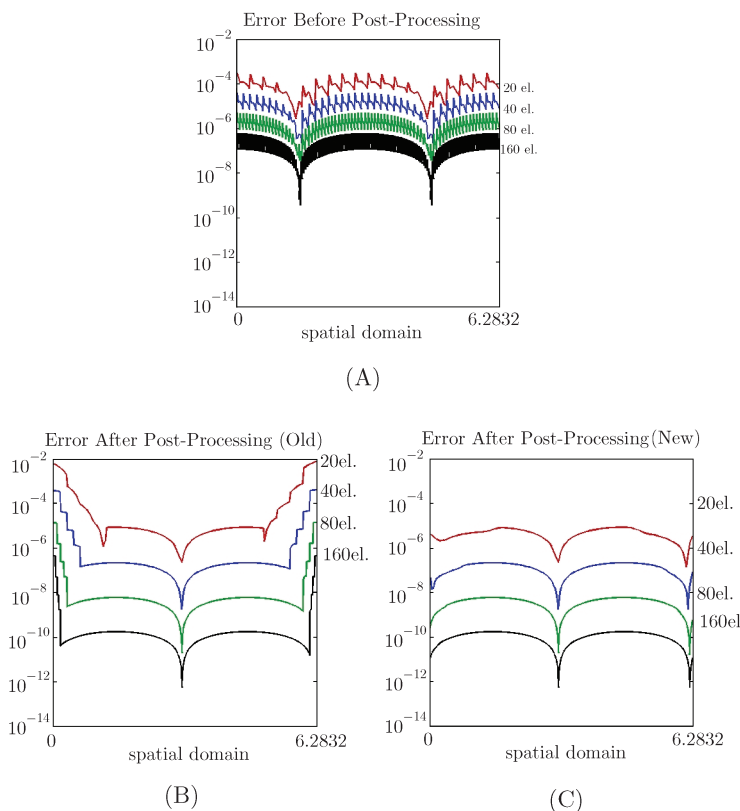 Error Before Post-Processing
10^-2
10^-4
10^-6
10^-8
10^-10
10^-12
10^-14
20 el.
40 el.
80 el.
160 el.
0
6.2832
spatial domain
(A)
Error After Post-Processing (Old)
10^-2
10^-4
10^-6
10^-8
10^-10
10^-12
10^-14
20el.
40el.
80el.
160el.
0
6.2832
spatial domain
(B)
Error After Post-Processing(New)
10^-2
10^-4
10^-6
10^-8
10^-10
10^-12
10^-14
20el.
40el.
80el.
160el
0
6.2832
spatial domain
(C)